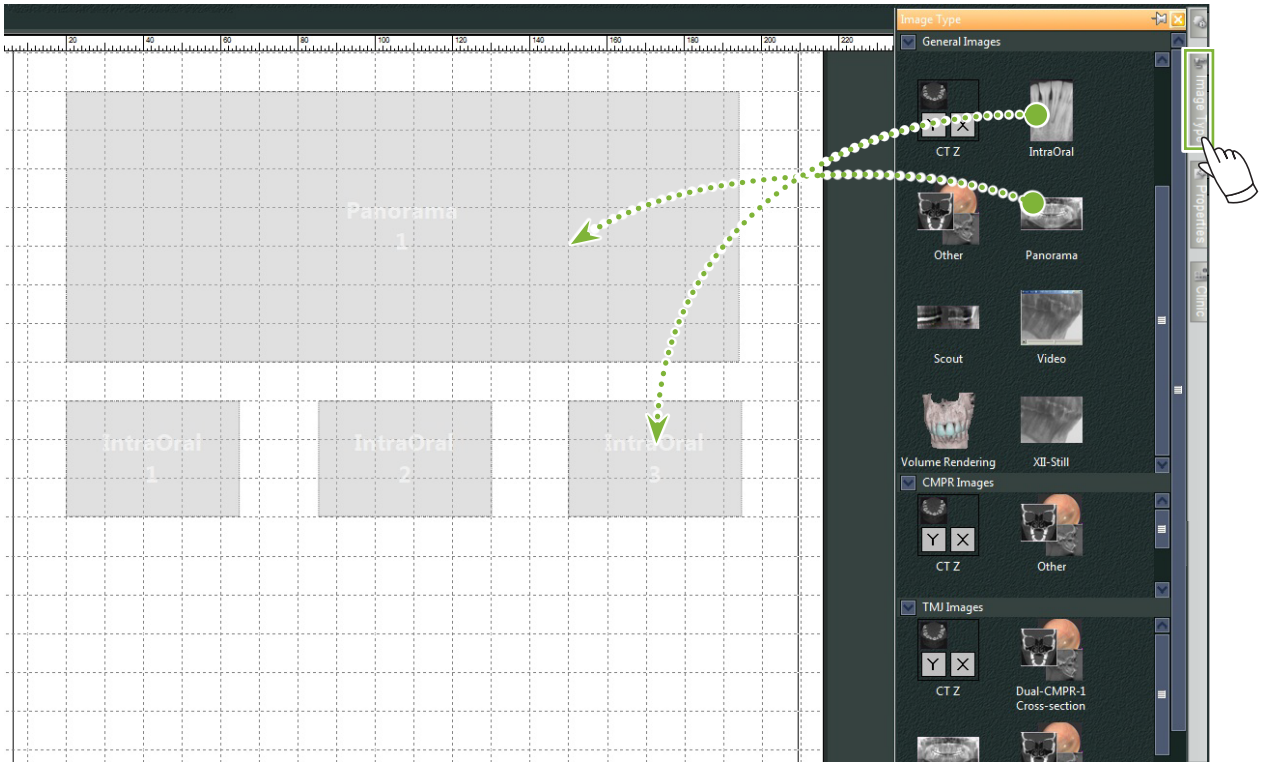 20 40 60 80 100 120 140 160 180 200 220
Panorama
1
IntraOral
1
IntraOral
2
IntraOral
3
Image Type
General Images
Y X
CT Z
IntraOral
Other
Panorama
Scout
Video
Volume Rendering
XII-Still
CMPR Images
Y X
CT Z
Other
TMJ Images
Y X
CT Z
Dual-CMPR-1
Cross-section
Image Type
Properties
Clinic